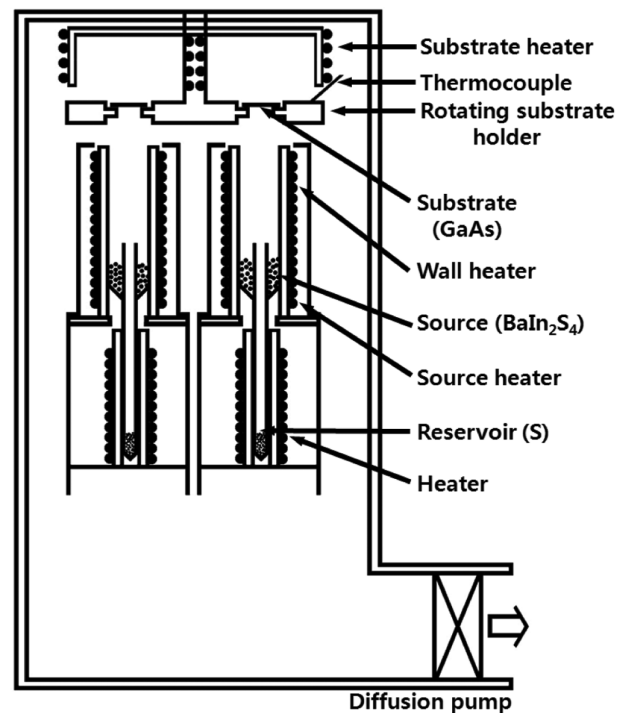 Substrate heater
Thermocouple
Rotating substrate
holder
Substrate
(GaAs)
Wall heater
Source (BaIn₂S₄)
Source heater
Reservoir (S)
Heater
Diffusion pump